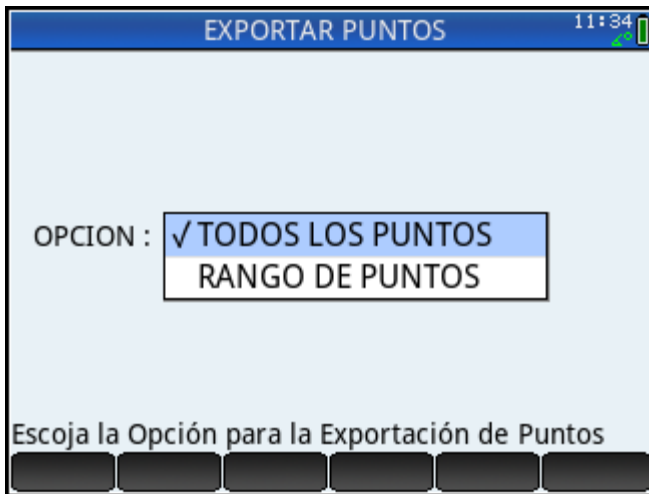 EXPORTAR PUNTOS 11:34
OPCION : √ TODOS LOS PUNTOS
RANGO DE PUNTOS
Escoja la Opción para la Exportación de Puntos